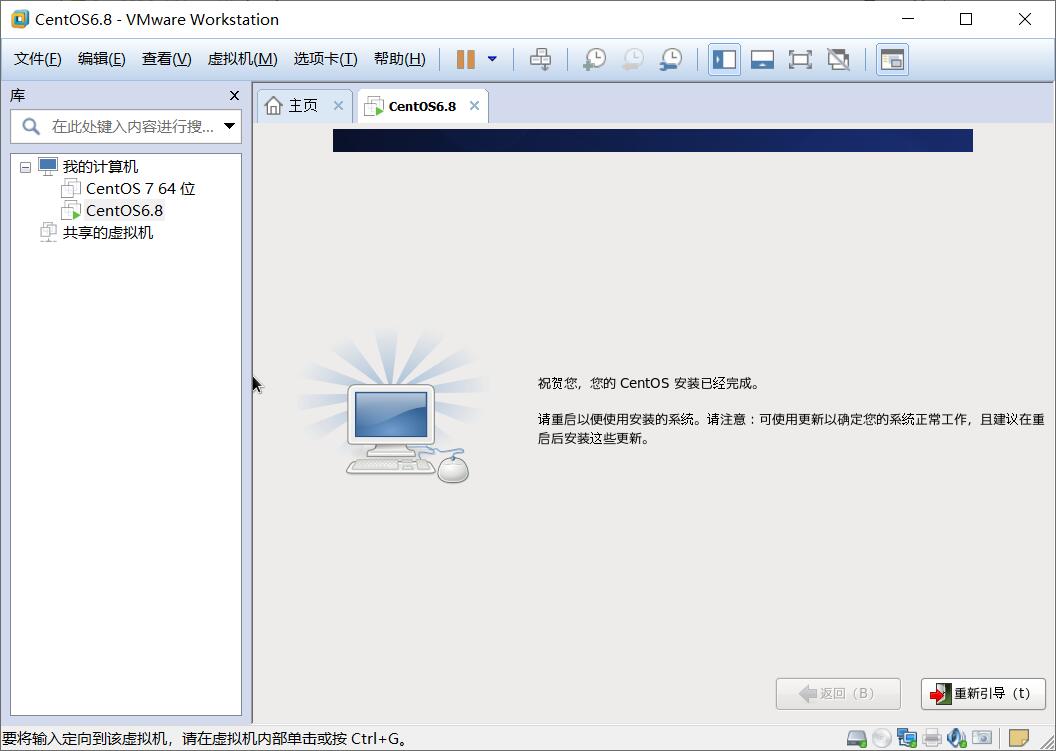 CentOS6.8 - VMware Workstation
文件(F) 编辑(E) 查看(V) 虚拟机(M) 选项卡(T) 帮助(H)
库
主页
CentOS6.8
在此处键入内容进行搜...
我的计算机
CentOS 7 64 位
CentOS6.8
共享的虚拟机
祝贺您，您的 CentOS 安装已经完成。
请重启以便使用安装的系统。请注意：可使用更新以确定您的系统正常工作，且建议在重
启后安装这些更新。
返回（B）
重新引导（t）
要将输入定向到该虚拟机，请在虚拟机内部单击或按 Ctrl+G。